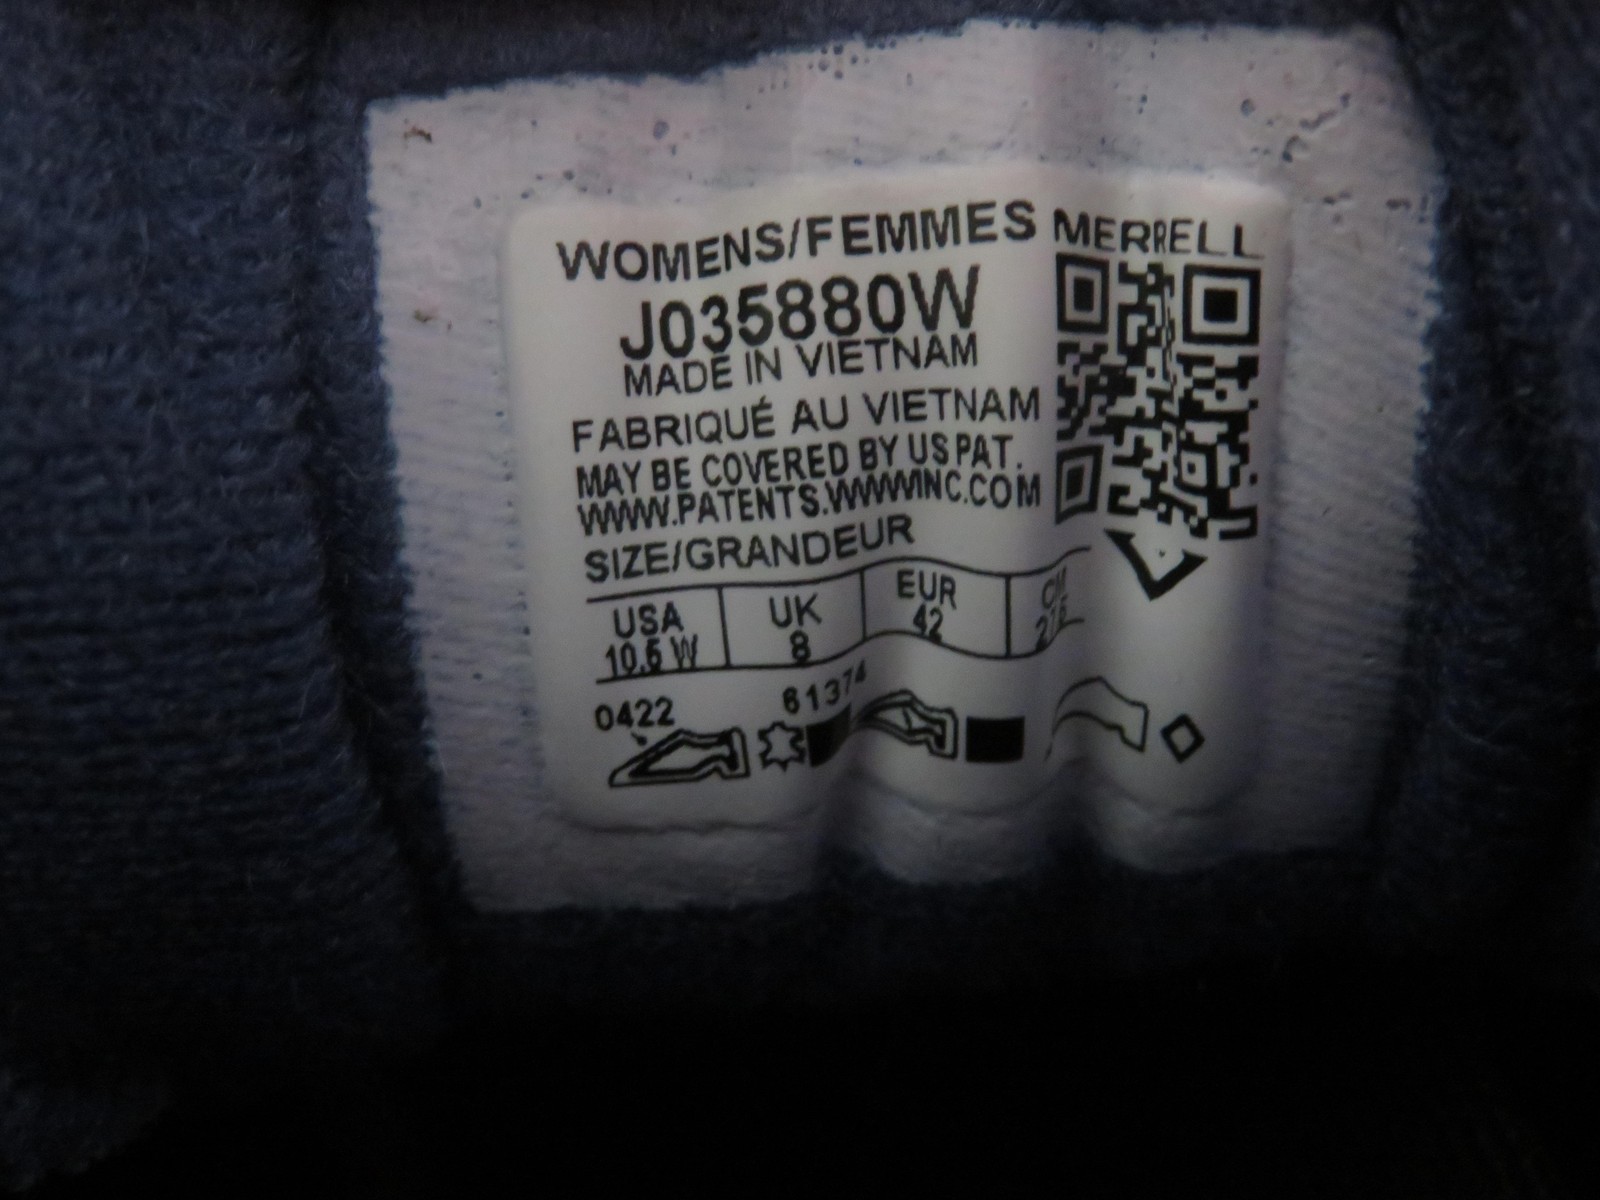 WOMENS/FEMMES
MERRELL
J035880W
MADE IN VIETNAM
FABRIQUÉ AU VIETNAM
MAY BE COVERED BY US PAT.
WWW.PATENTS.WWWINC.COM
SIZE/GRANDEUR
USA UK EUR CM
10.5 W 8 42
0422 61374